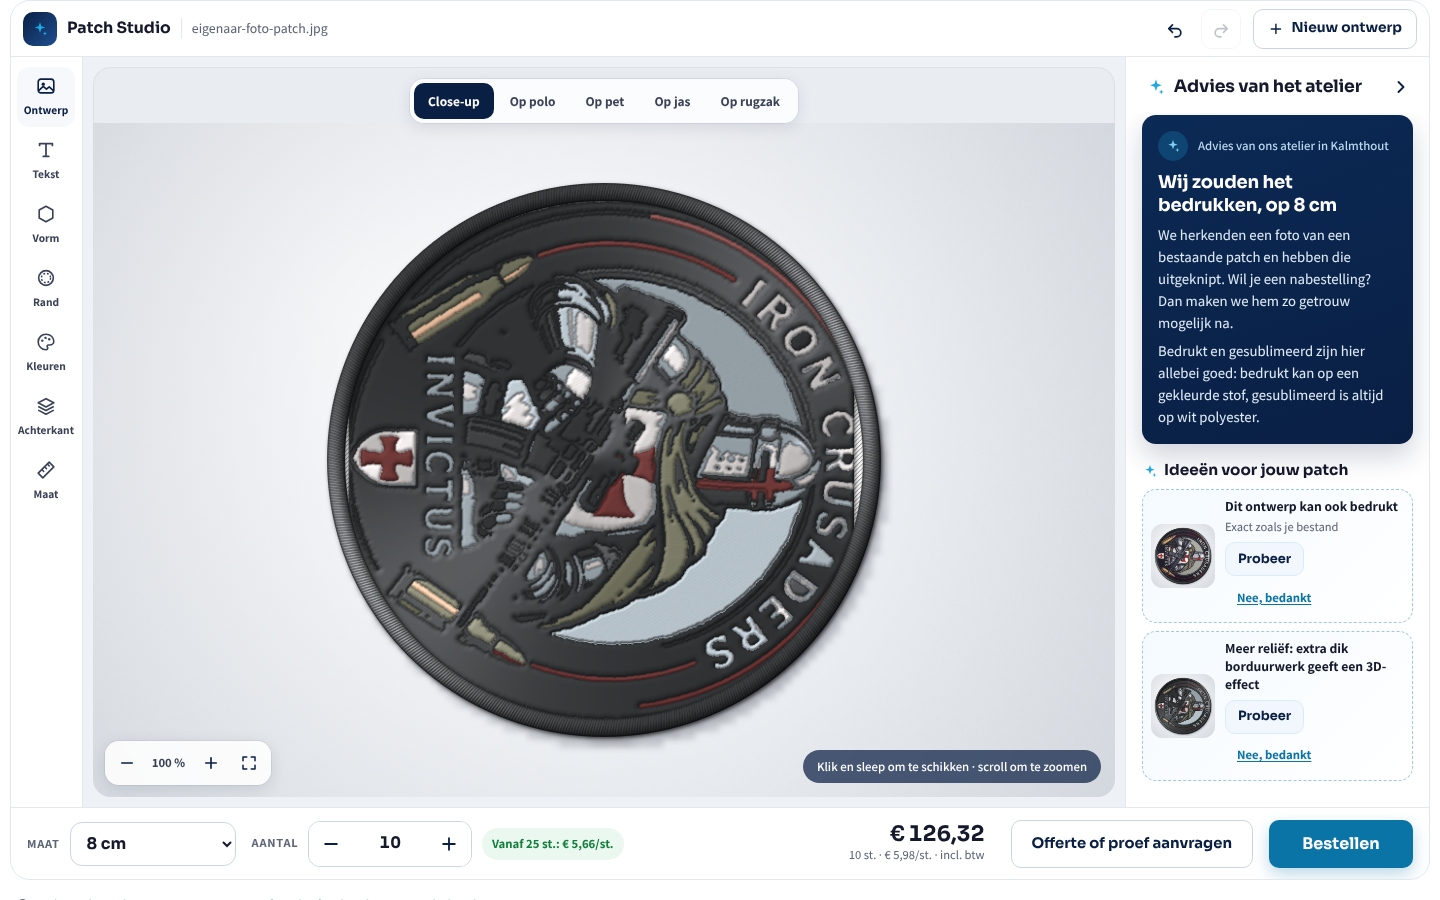 Patch Studio
eigenaar-foto-patch.jpg
Nieuw ontwerp
Ontwerp
Tekst
Vorm
Rand
Kleuren
Achterkant
Maat
Close-up
Op polo
Op pet
Op jas
Op rugzak
IRON CRUSADERS
INVICTUS
100 %
Klik en sleep om te schikken · scroll om te zoomen
Advies van het atelier
Advies van ons atelier in Kalmthout
Wij zouden het
bedrukken, op 8 cm
We herkenden een foto van een
bestaande patch en hebben die
uitgeknipt. Wil je een nabestelling?
Dan maken we hem zo getrouw
mogelijk na.
Bedrukt en gesublimeerd zijn hier
allebei goed: bedrukt kan op een
gekleurde stof, gesublimeerd is altijd
op wit polyester.
Ideeën voor jouw patch
Dit ontwerp kan ook bedrukt
Exact zoals je bestand
Probeer
Nee, bedankt
Meer reliëf: extra dik
borduurwerk geeft een 3D-
effect
Probeer
Nee, bedankt
MAAT
8 cm
AANTAL
10
Vanaf 25 st.: € 5,66/st.
€ 126,32
10 st. · € 5,98/st. · incl. btw
Offerte of proef aanvragen
Bestellen